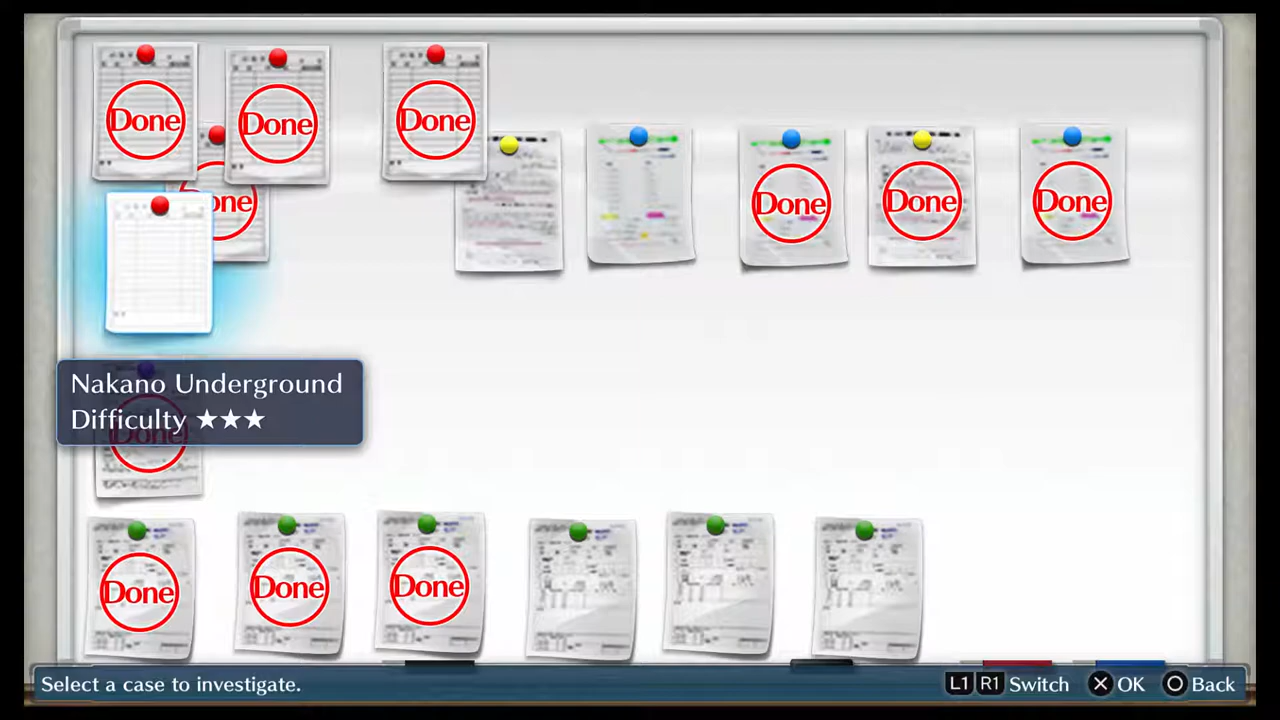 Done
Done
Done
Done
Done
Done
Done
Nakano Underground
Difficulty ★★★
Done
Done
Done
Done
Select a case to investigate.
L1 R1 Switch
OK
Back